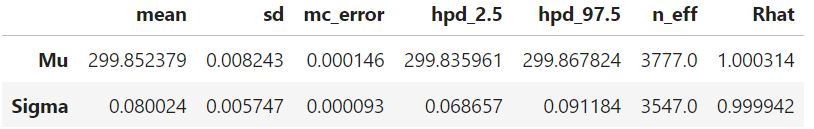 mean sd mc_error hpd_2.5 hpd_97.5 n_eff Rhat
Mu 299.852379 0.008243 0.000146 299.835961 299.867824 3777.0 1.000314
Sigma 0.080024 0.005747 0.000093 0.068657 0.091184 3547.0 0.999942